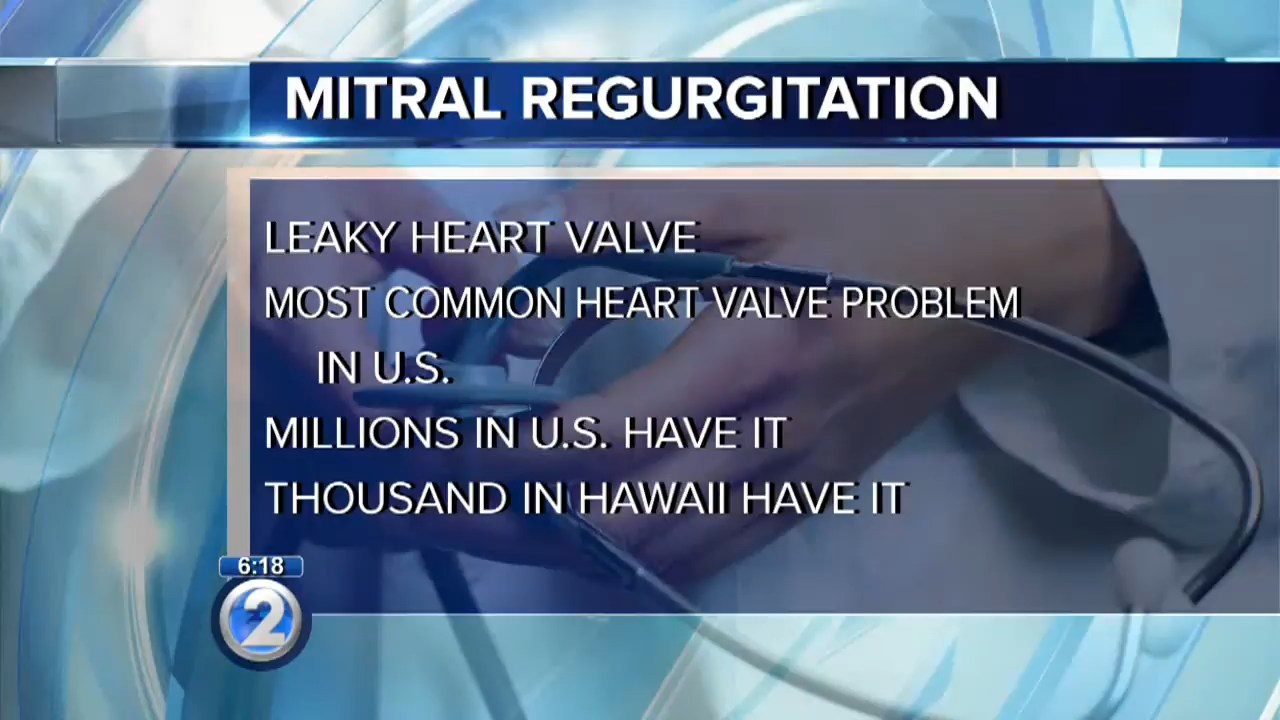 MITRAL REGURGITATION
LEAKY HEART VALVE
MOST COMMON HEART VALVE PROBLEM
IN U.S.
MILLIONS IN U.S. HAVE IT
THOUSAND IN HAWAII HAVE IT
6:18
2